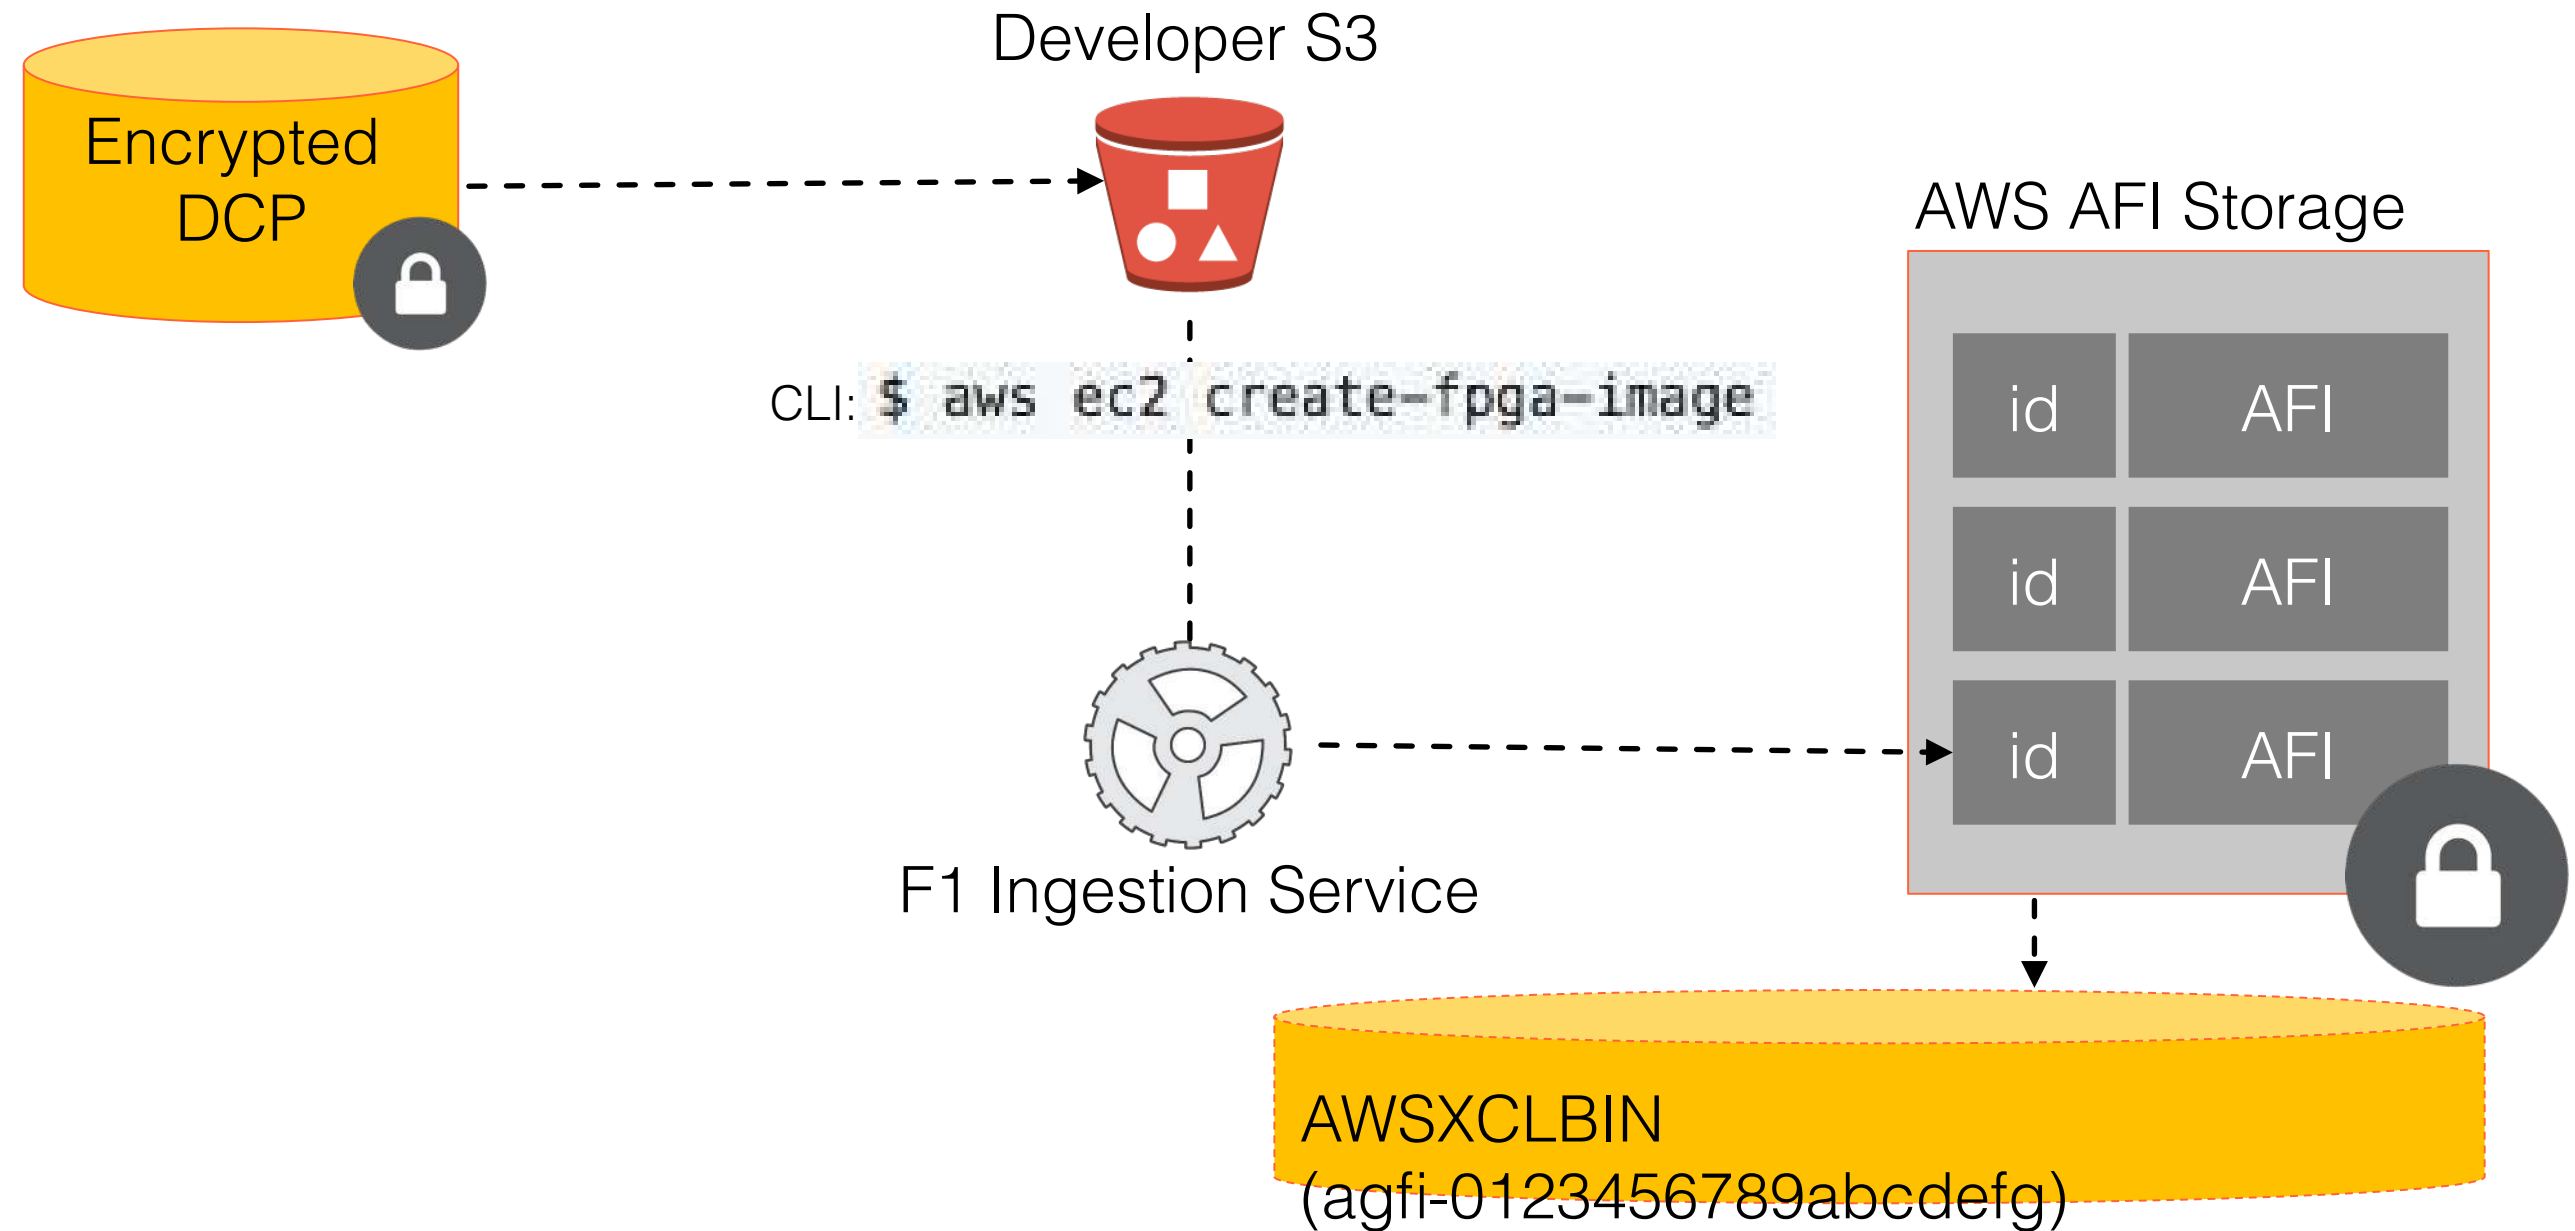 Developer S3
Encrypted
DCP
AWS AFI Storage
CLI: $ aws ec2 create-fpga-image
id AFI
id AFI
id AFI
F1 Ingestion Service
AWSXCLBIN
(agfi-0123456789abcdefg)